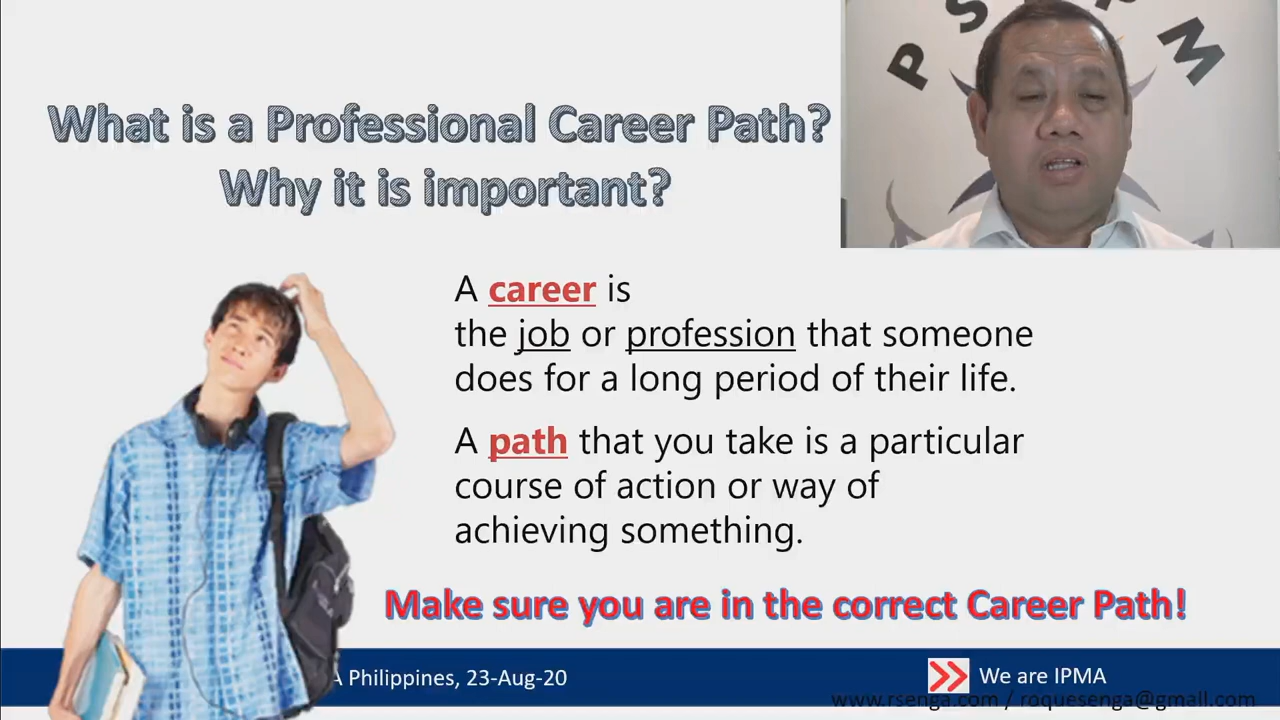 What is a Professional Career Path?
Why it is important?
P S P M
A career is
the job or profession that someone
does for a long period of their life.
A path that you take is a particular
course of action or way of
achieving something.
Make sure you are in the correct Career Path!
A Philippines, 23-Aug-20
We are IPMA
www.rsenga.com / roquesenga@gmail.com